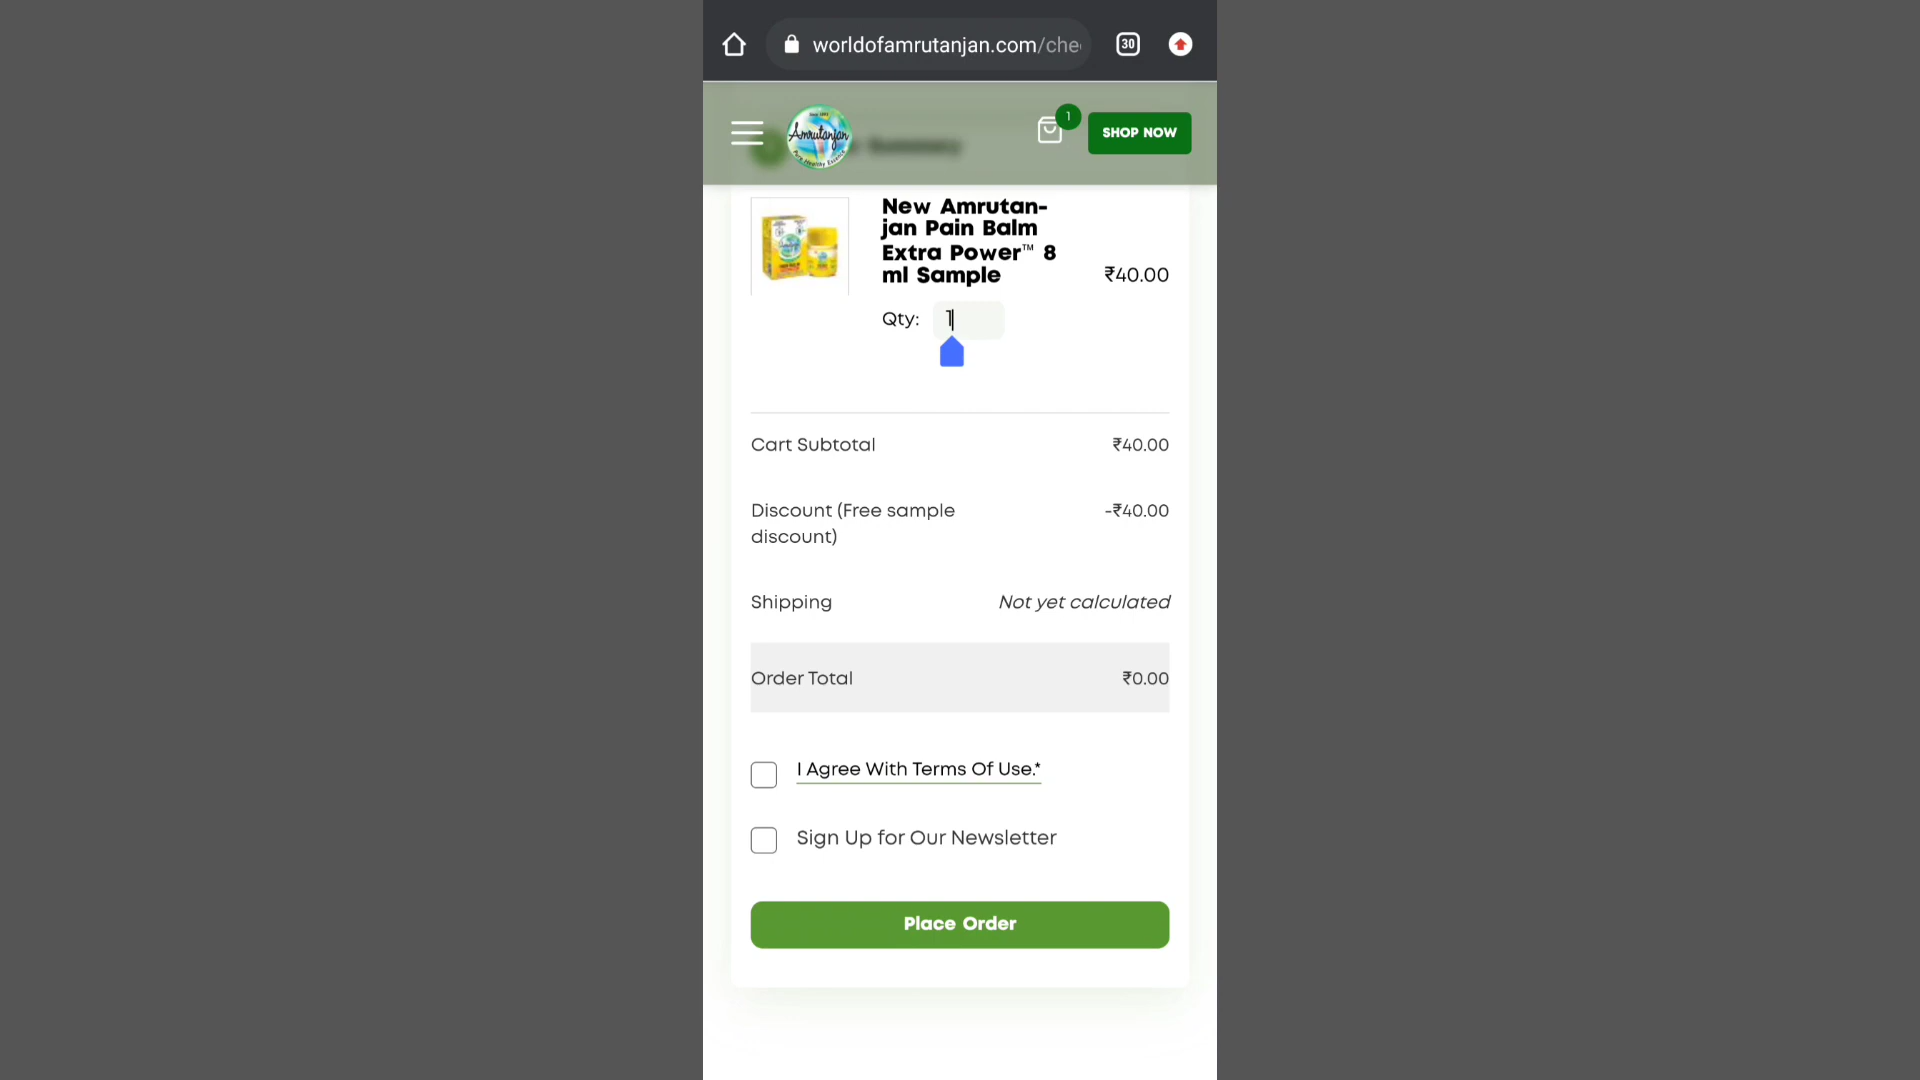 worldofamrutanjan.com/che
30
1
SHOP NOW
Amrutanjan
Summary
New Amrutan-
jan Pain Balm
Extra Power™ 8
ml Sample
₹40.00
Qty: 1
Cart Subtotal ₹40.00
Discount (Free sample
discount)
-₹40.00
Shipping Not yet calculated
Order Total ₹0.00
I Agree With Terms Of Use.*
Sign Up for Our Newsletter
Place Order